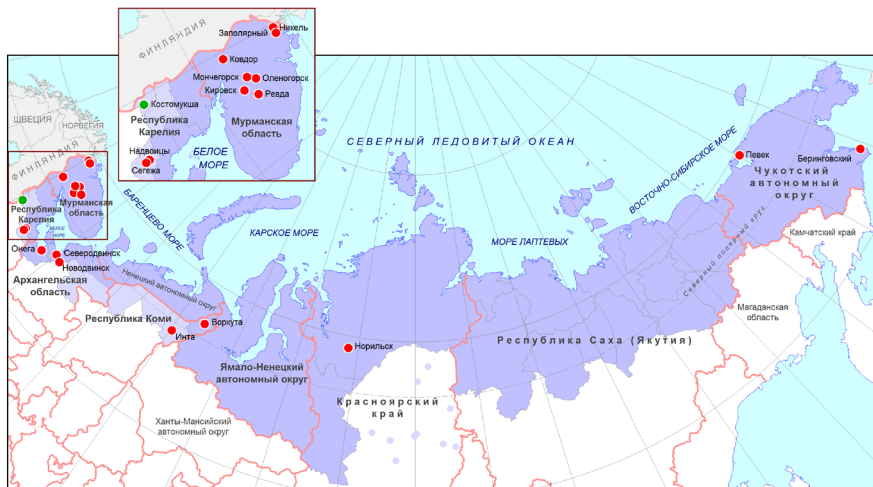 ФИНЛЯНДИЯ
Никель
Заполярный
Ковдор
Мончегорск
Оленегорск
Кировск
Ревда
Костомукша
Республика
Карелия
Мурманская
область
Надвоицы
Сегежа
БЕЛОЕ
МОРЕ
ШВЕЦИЯ
НОРВЕГИЯ
ФИНЛЯНДИЯ
Республика
Карелия
Мурманская
область
БЕЛОЕ
МОРЕ
СЕВЕРНЫЙ ЛЕДОВИТЫЙ ОКЕАН
БАРЕНЦЕВО МОРЕ
КАРСКОЕ МОРЕ
МОРЕ ЛАПТЕВЫХ
ВОСТОЧНО-СИБИРСКОЕ МОРЕ
Певек
Беринговский
Чукотский
автономный
округ
Камчатский край
Северный полярный круг
Магаданская
область
Онега
Северодвинск
Новодвинск
Архангельская
область
Ненецкий автономный округ
Республика Коми
Воркута
Инта
Ямало-Ненецкий
автономный округ
Норильск
Республика Саха (Якутия)
Красноярский
край
Ханты-Мансийский
автономный округ